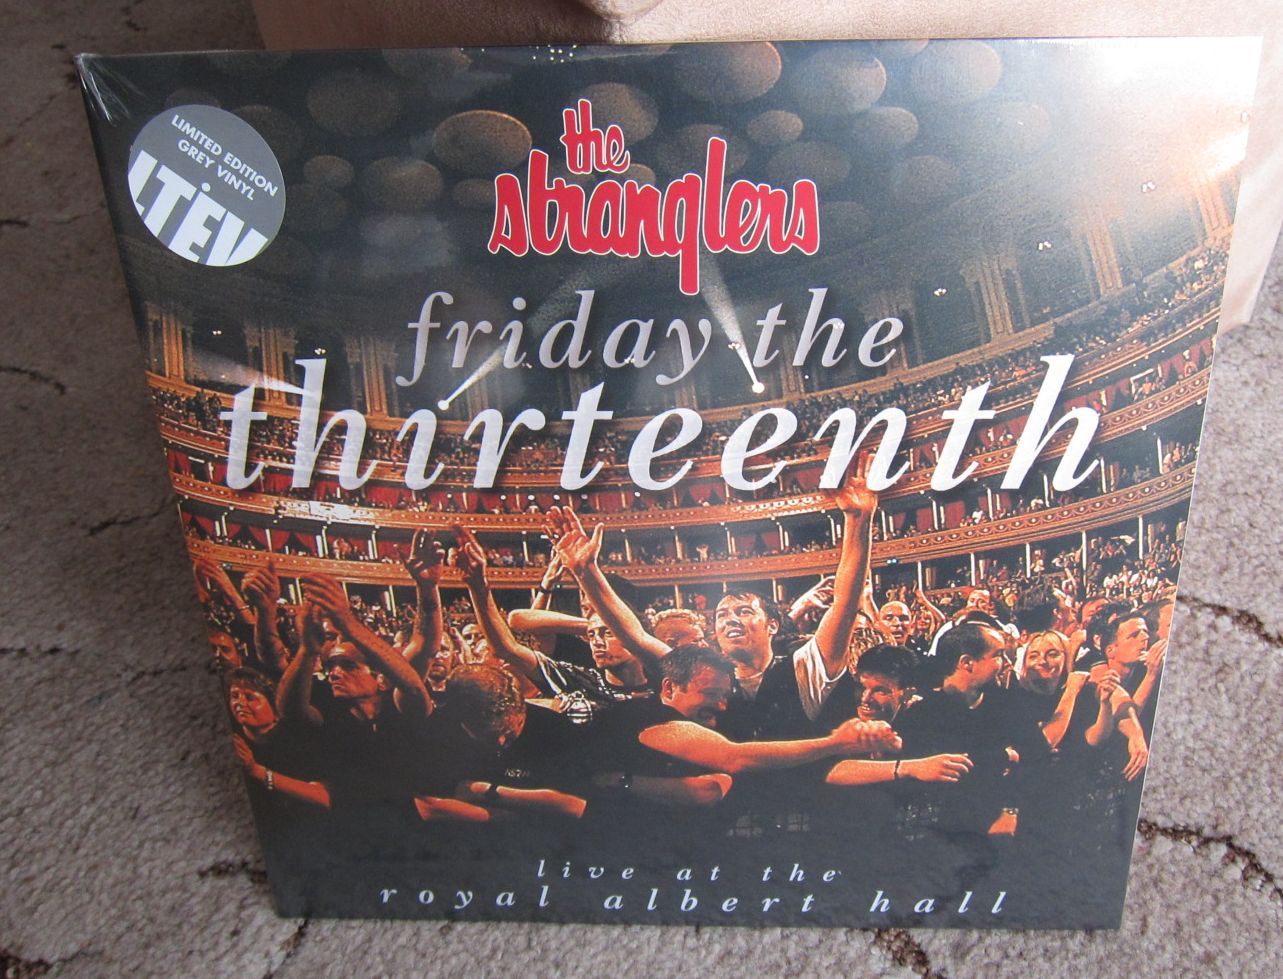 LIMITED EDITION
GREY VINYL
LTEV
the
stranglers
friday the
thirteenth
live at the
royal albert hall